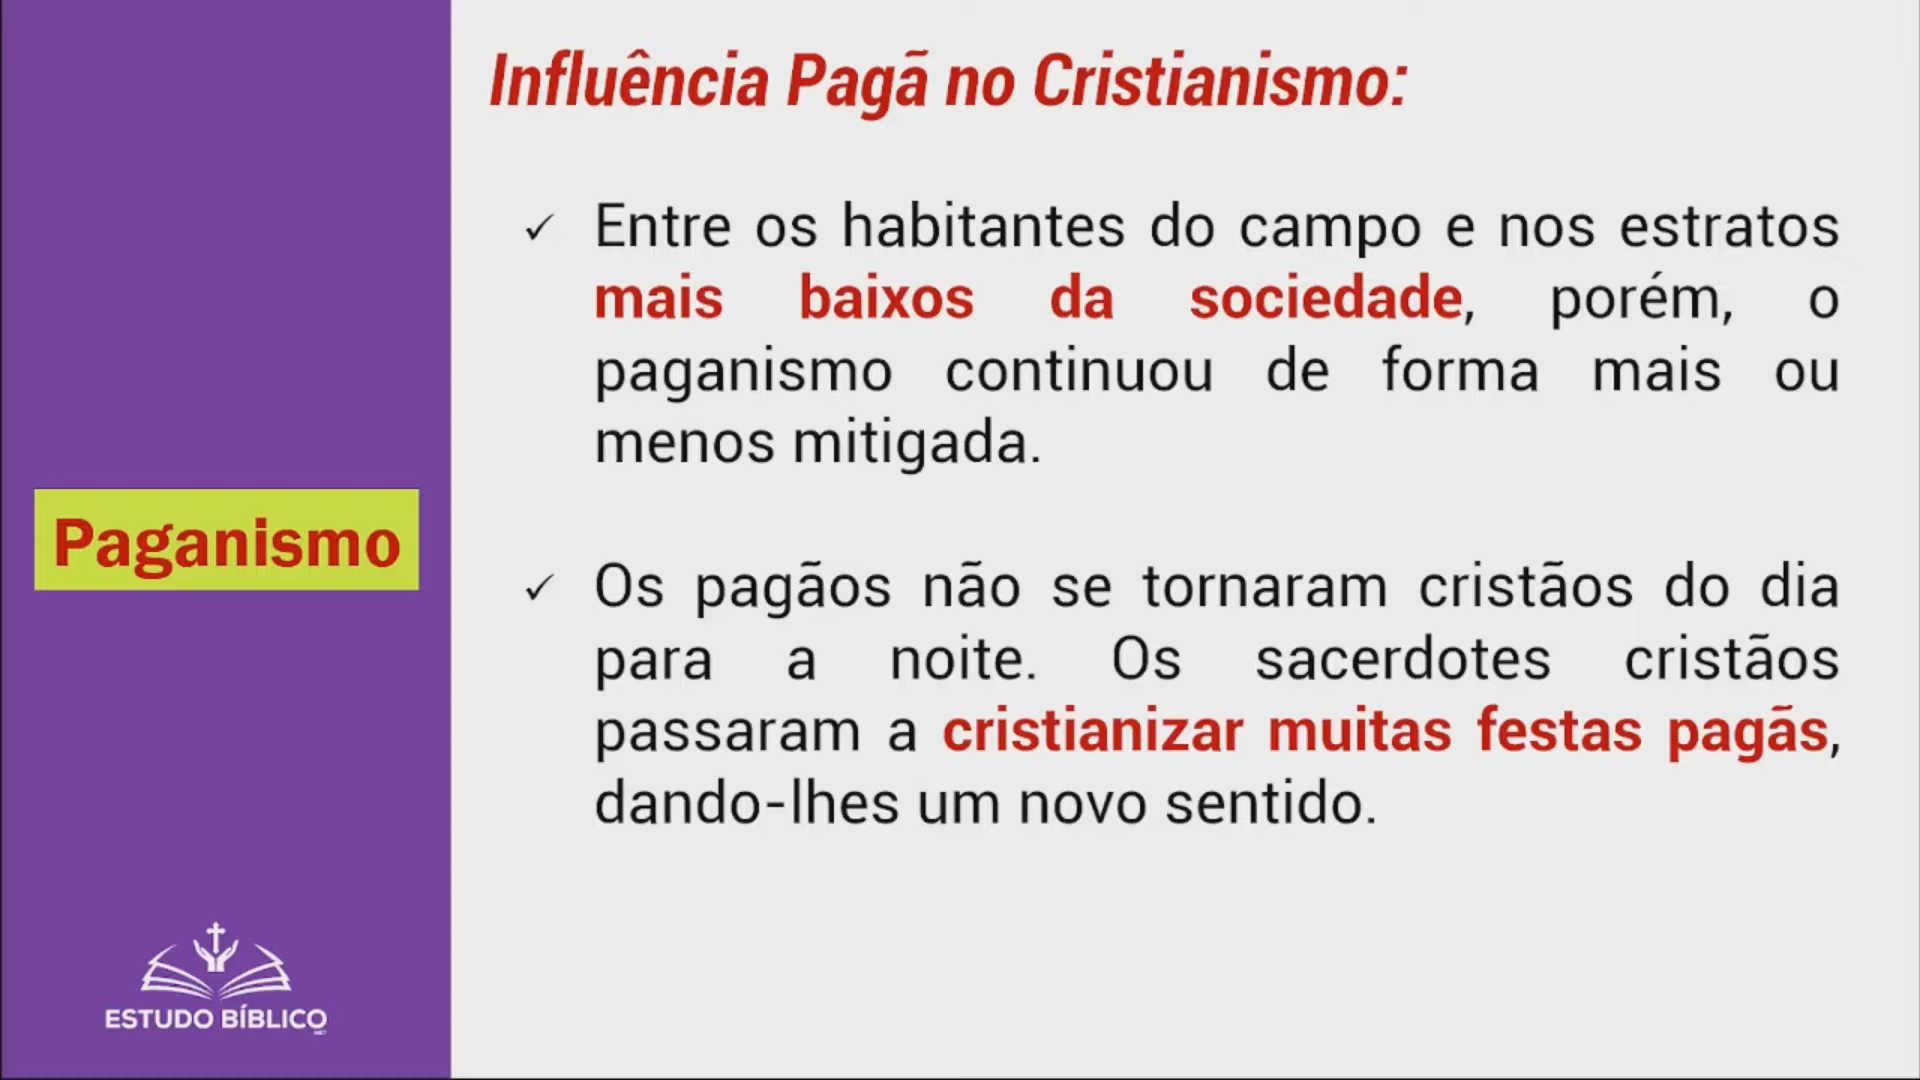 Influência Pagã no Cristianismo:
Entre os habitantes do campo e nos estratos
mais baixos da sociedade, porém, o
paganismo continuou de forma mais ou
menos mitigada.
Paganismo
Os pagãos não se tornaram cristãos do dia
para a noite. Os sacerdotes cristãos
passaram a cristianizar muitas festas pagãs,
dando-lhes um novo sentido.
ESTUDO BÍBLICO